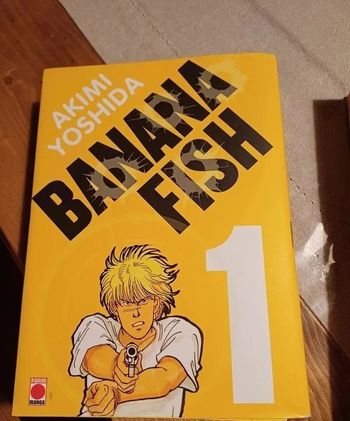 AKIMI
YOSHIDA
BANANA
FISH
1
PANINI
manga